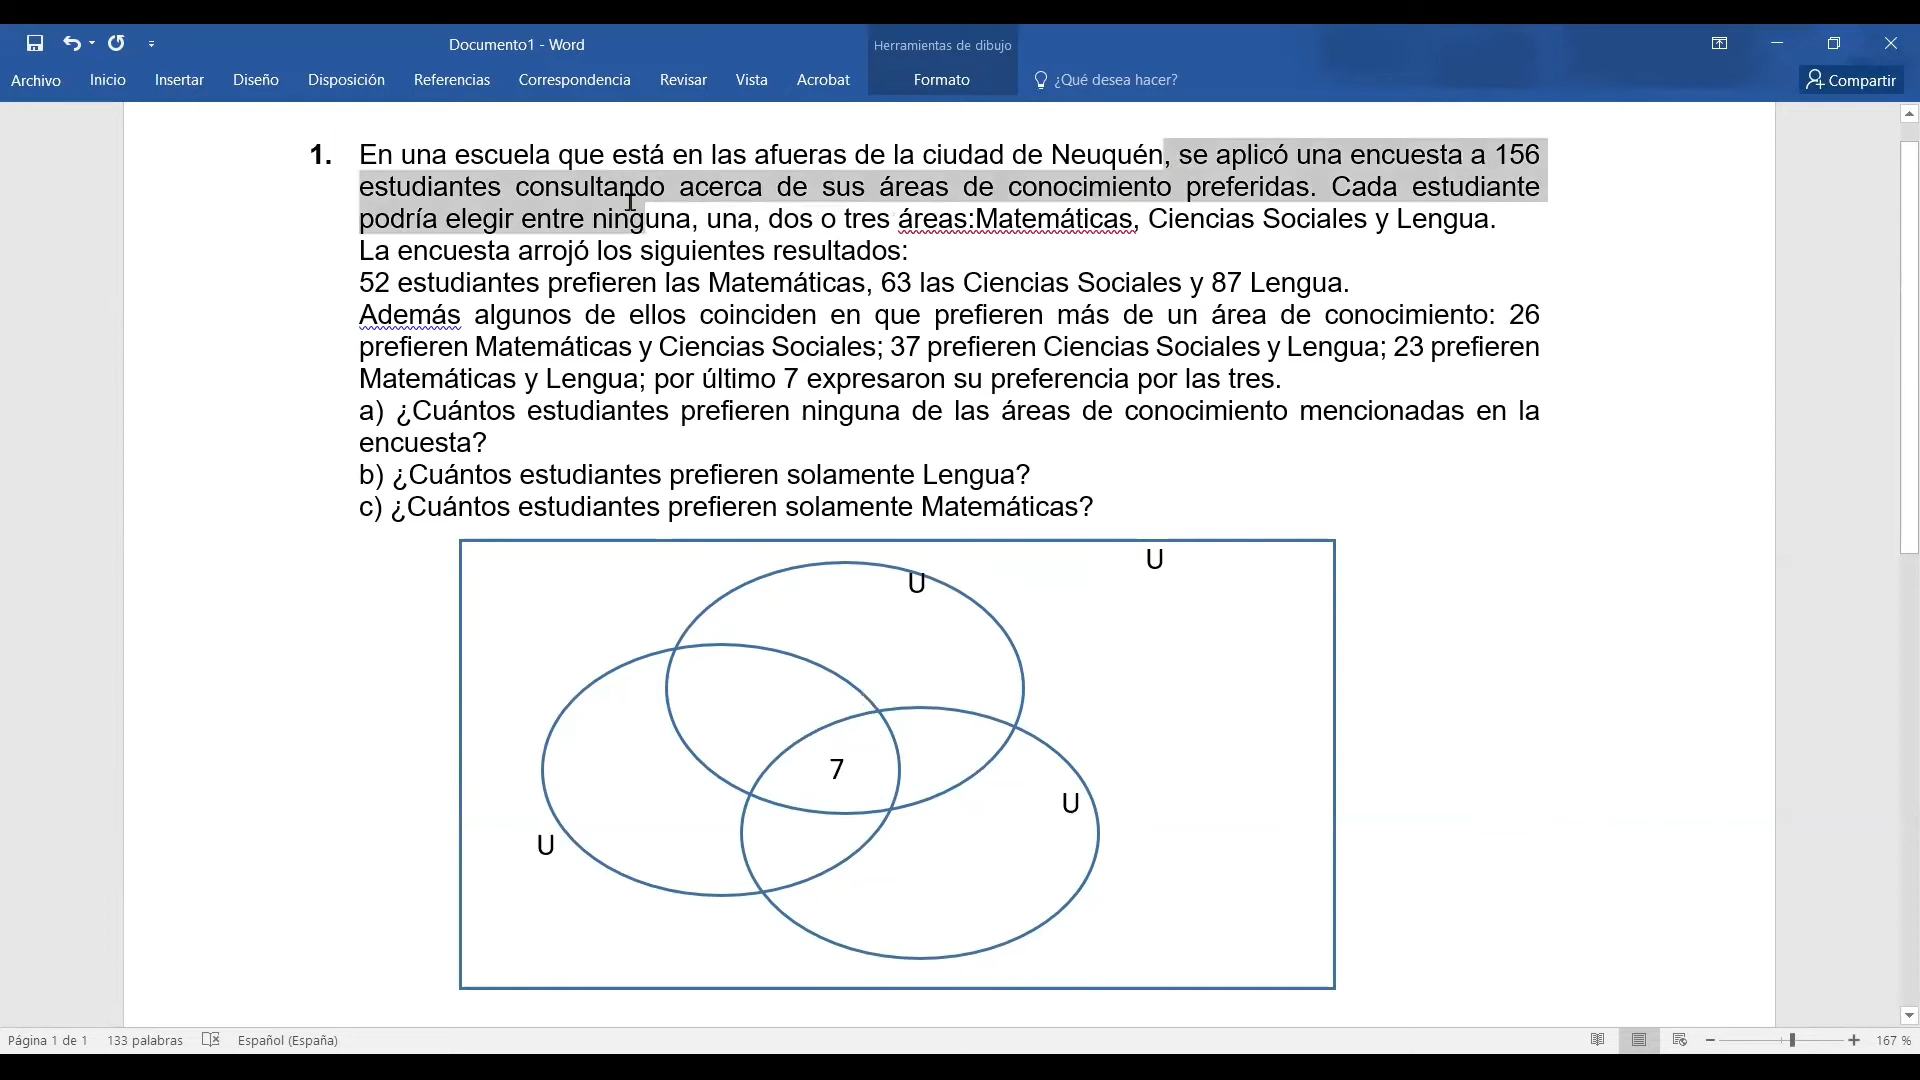 Documento1 - Word
Herramientas de dibujo
Archivo Inicio Insertar Diseño Disposición Referencias Correspondencia Revisar Vista Acrobat Formato ¿Qué desea hacer? Compartir
1. En una escuela que está en las afueras de la ciudad de Neuquén, se aplicó una encuesta a 156
estudiantes consultando acerca de sus áreas de conocimiento preferidas. Cada estudiante
podría elegir entre ninguna, una, dos o tres áreas:Matemáticas, Ciencias Sociales y Lengua.
La encuesta arrojó los siguientes resultados:
52 estudiantes prefieren las Matemáticas, 63 las Ciencias Sociales y 87 Lengua.
Además algunos de ellos coinciden en que prefieren más de un área de conocimiento: 26
prefieren Matemáticas y Ciencias Sociales; 37 prefieren Ciencias Sociales y Lengua; 23 prefieren
Matemáticas y Lengua; por último 7 expresaron su preferencia por las tres.
a) ¿Cuántos estudiantes prefieren ninguna de las áreas de conocimiento mencionadas en la
encuesta?
b) ¿Cuántos estudiantes prefieren solamente Lengua?
c) ¿Cuántos estudiantes prefieren solamente Matemáticas?
U
U
7
U
U
Página 1 de 1 133 palabras Español (España) 167 %